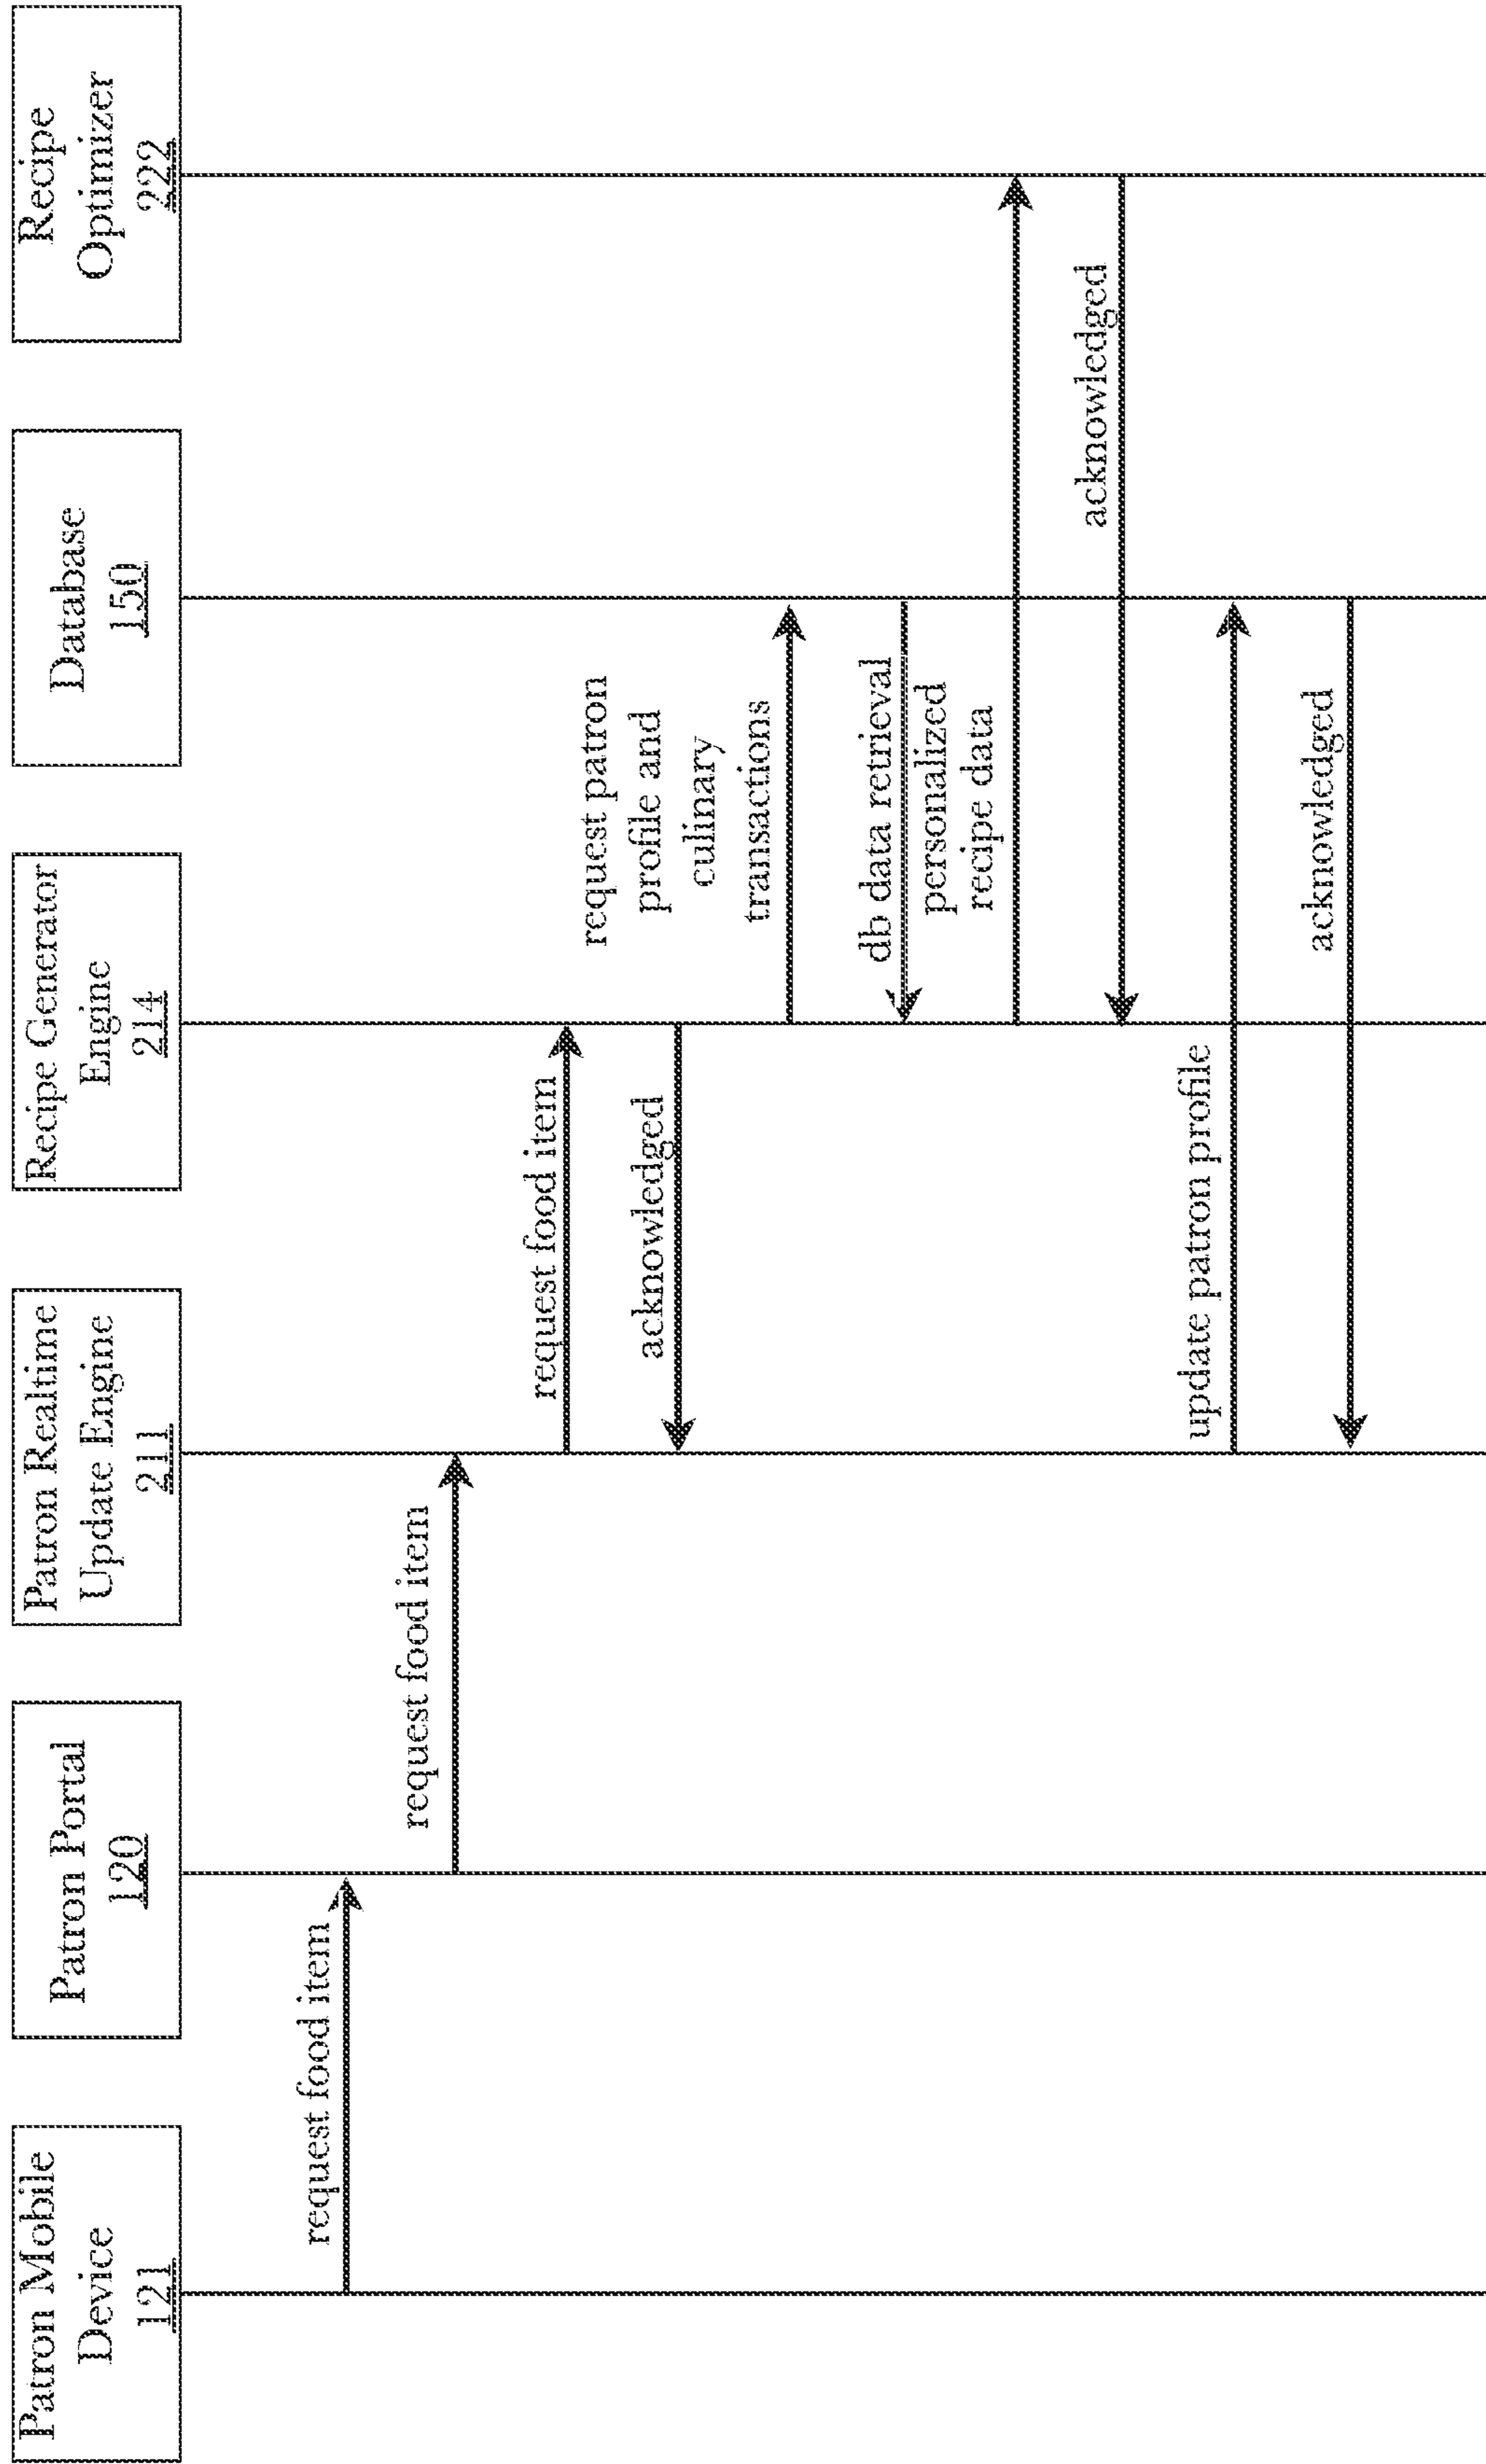 Patron Mobile
Device
121
Patron Portal
120
Patron Realtime
Update Engine
211
Recipe Generator
Engine
214
Database
150
Recipe
Optimizer
222
request food item
request food item
request food item
acknowledged
request patron
profile and
culinary
transactions
db data retrieval
personalized
recipe data
acknowledged
update patron profile
acknowledged